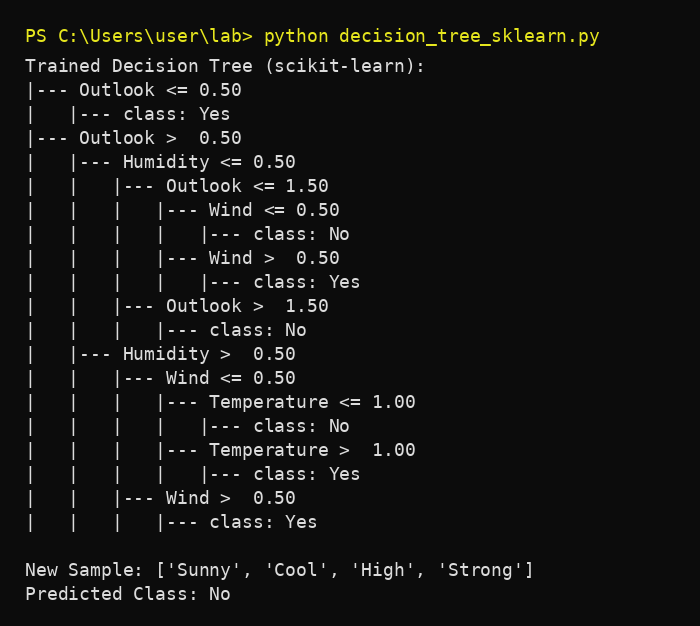 PS C:\Users\user\lab> python decision_tree_sklearn.py
Trained Decision Tree (scikit-learn):
|--- Outlook <= 0.50
|   |--- class: Yes
|--- Outlook >  0.50
|   |--- Humidity <= 0.50
|   |   |--- Outlook <= 1.50
|   |   |   |--- Wind <= 0.50
|   |   |   |   |--- class: No
|   |   |   |--- Wind >  0.50
|   |   |   |   |--- class: Yes
|   |   |--- Outlook >  1.50
|   |   |   |--- class: No
|   |--- Humidity >  0.50
|   |   |--- Wind <= 0.50
|   |   |   |--- Temperature <= 1.00
|   |   |   |   |--- class: No
|   |   |   |--- Temperature >  1.00
|   |   |   |   |--- class: Yes
|   |   |--- Wind >  0.50
|   |   |   |--- class: Yes

New Sample: ['Sunny', 'Cool', 'High', 'Strong']
Predicted Class: No